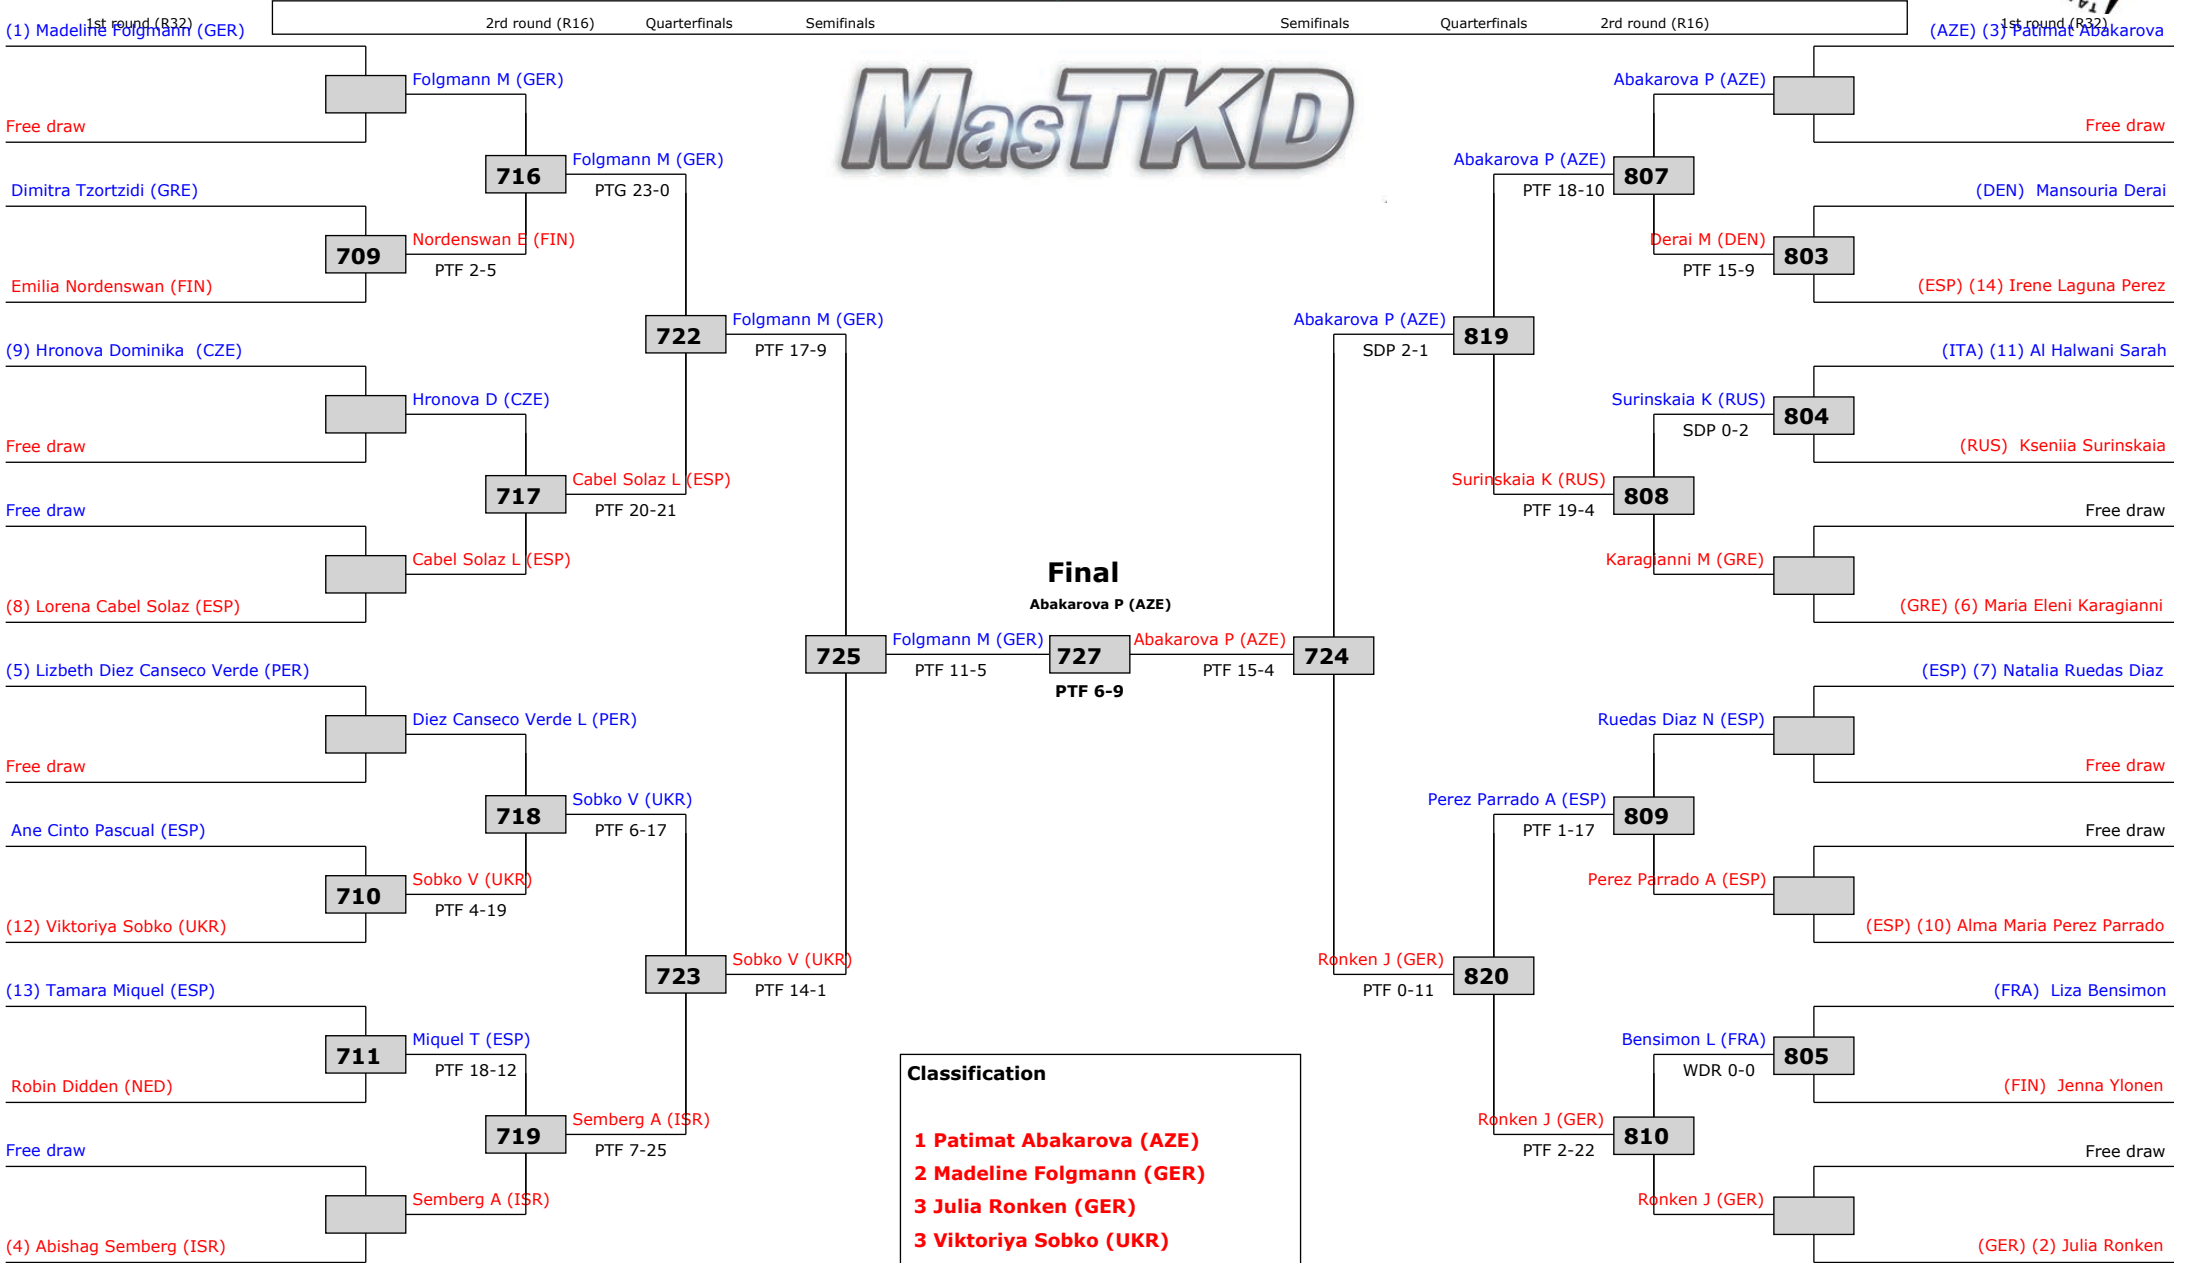 1st round (R32)
2rd round (R16)
Quarterfinals
Semifinals
Semifinals
Quarterfinals
2rd round (R16)
1st round (R32)
MasTKD
(1) Madeline Folgmann (GER)
Free draw
Dimitra Tzortzidi (GRE)
Emilia Nordenswan (FIN)
(9) Hronova Dominika (CZE)
Free draw
Free draw
(8) Lorena Cabel Solaz (ESP)
(5) Lizbeth Diez Canseco Verde (PER)
Free draw
Ane Cinto Pascual (ESP)
(12) Viktoriya Sobko (UKR)
(13) Tamara Miquel (ESP)
Robin Didden (NED)
Free draw
(4) Abishag Semberg (ISR)
Folgmann M (GER)
709
Nordenswan E (FIN)
PTF 2-5
Hronova D (CZE)
Cabel Solaz L (ESP)
Diez Canseco Verde L (PER)
710
Sobko V (UKR)
PTF 4-19
711
Miquel T (ESP)
PTF 18-12
Semberg A (ISR)
716
Folgmann M (GER)
PTG 23-0
717
Cabel Solaz L (ESP)
PTF 20-21
718
Sobko V (UKR)
PTF 6-17
719
Semberg A (ISR)
PTF 7-25
722
Folgmann M (GER)
PTF 17-9
723
Sobko V (UKR)
PTF 14-1
725
Folgmann M (GER)
PTF 11-5
Final
Abakarova P (AZE)
727
PTF 6-9
Abakarova P (AZE)
PTF 15-4
724
Abakarova P (AZE)
SDP 2-1
819
Ronken J (GER)
PTF 0-11
820
Abakarova P (AZE)
PTF 18-10
807
Surinskaia K (RUS)
PTF 19-4
808
Perez Parrado A (ESP)
PTF 1-17
809
Ronken J (GER)
PTF 2-22
810
Abakarova P (AZE)
Derai M (DEN)
PTF 15-9
803
Surinskaia K (RUS)
SDP 0-2
804
Karagianni M (GRE)
Ruedas Diaz N (ESP)
Perez Parrado A (ESP)
Bensimon L (FRA)
WDR 0-0
805
Ronken J (GER)
(AZE) (3) Patimat Abakarova
Free draw
(DEN) Mansouria Derai
(ESP) (14) Irene Laguna Perez
(ITA) (11) Al Halwani Sarah
(RUS) Kseniia Surinskaia
Free draw
(GRE) (6) Maria Eleni Karagianni
(ESP) (7) Natalia Ruedas Diaz
Free draw
Free draw
(ESP) (10) Alma Maria Perez Parrado
(FRA) Liza Bensimon
(FIN) Jenna Ylonen
Free draw
(GER) (2) Julia Ronken
Classification
1 Patimat Abakarova (AZE)
2 Madeline Folgmann (GER)
3 Julia Ronken (GER)
3 Viktoriya Sobko (UKR)